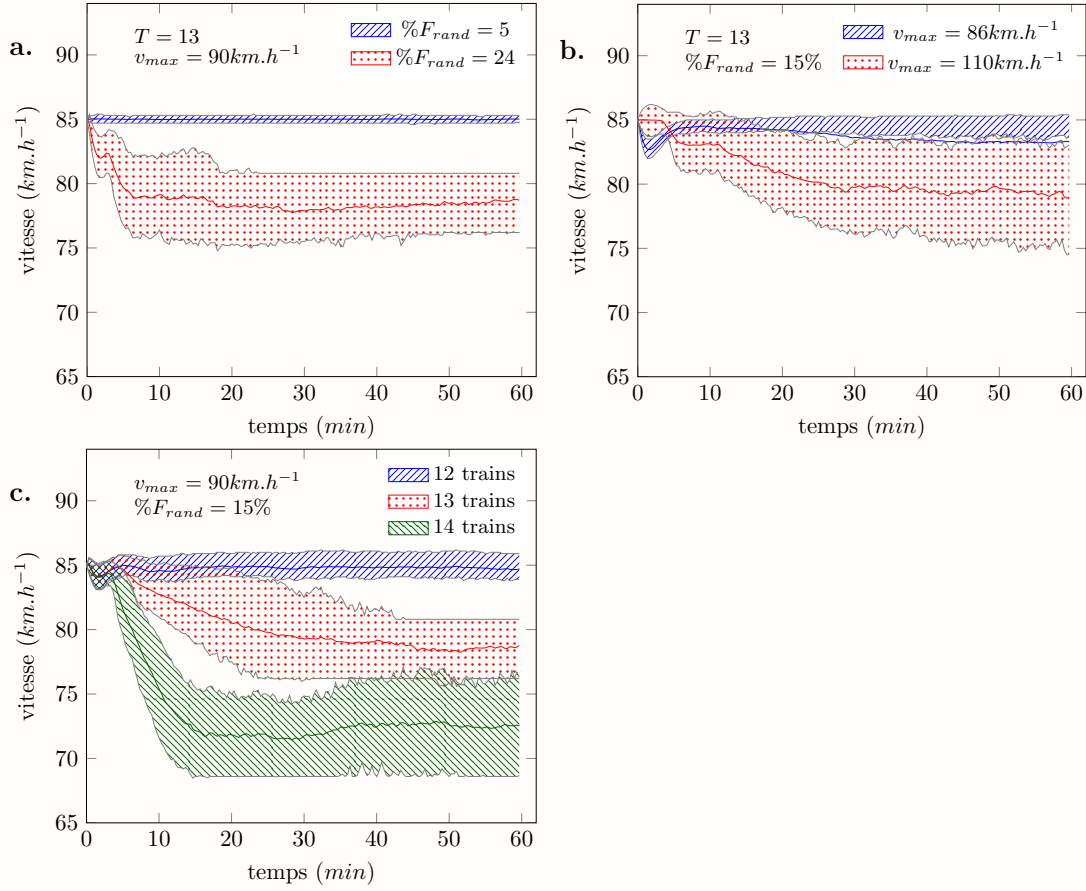 a.
T = 13
v_max = 90km.h⁻¹
%F_rand = 5
%F_rand = 24
vitesse (km.h⁻¹)
90
85
80
75
70
65
0 10 20 30 40 50 60
temps (min)
b.
T = 13
%F_rand = 15%
v_max = 86km.h⁻¹
v_max = 110km.h⁻¹
vitesse (km.h⁻¹)
90
85
80
75
70
65
0 10 20 30 40 50 60
temps (min)
c.
v_max = 90km.h⁻¹
%F_rand = 15%
12 trains
13 trains
14 trains
vitesse (km.h⁻¹)
90
85
80
75
70
65
0 10 20 30 40 50 60
temps (min)